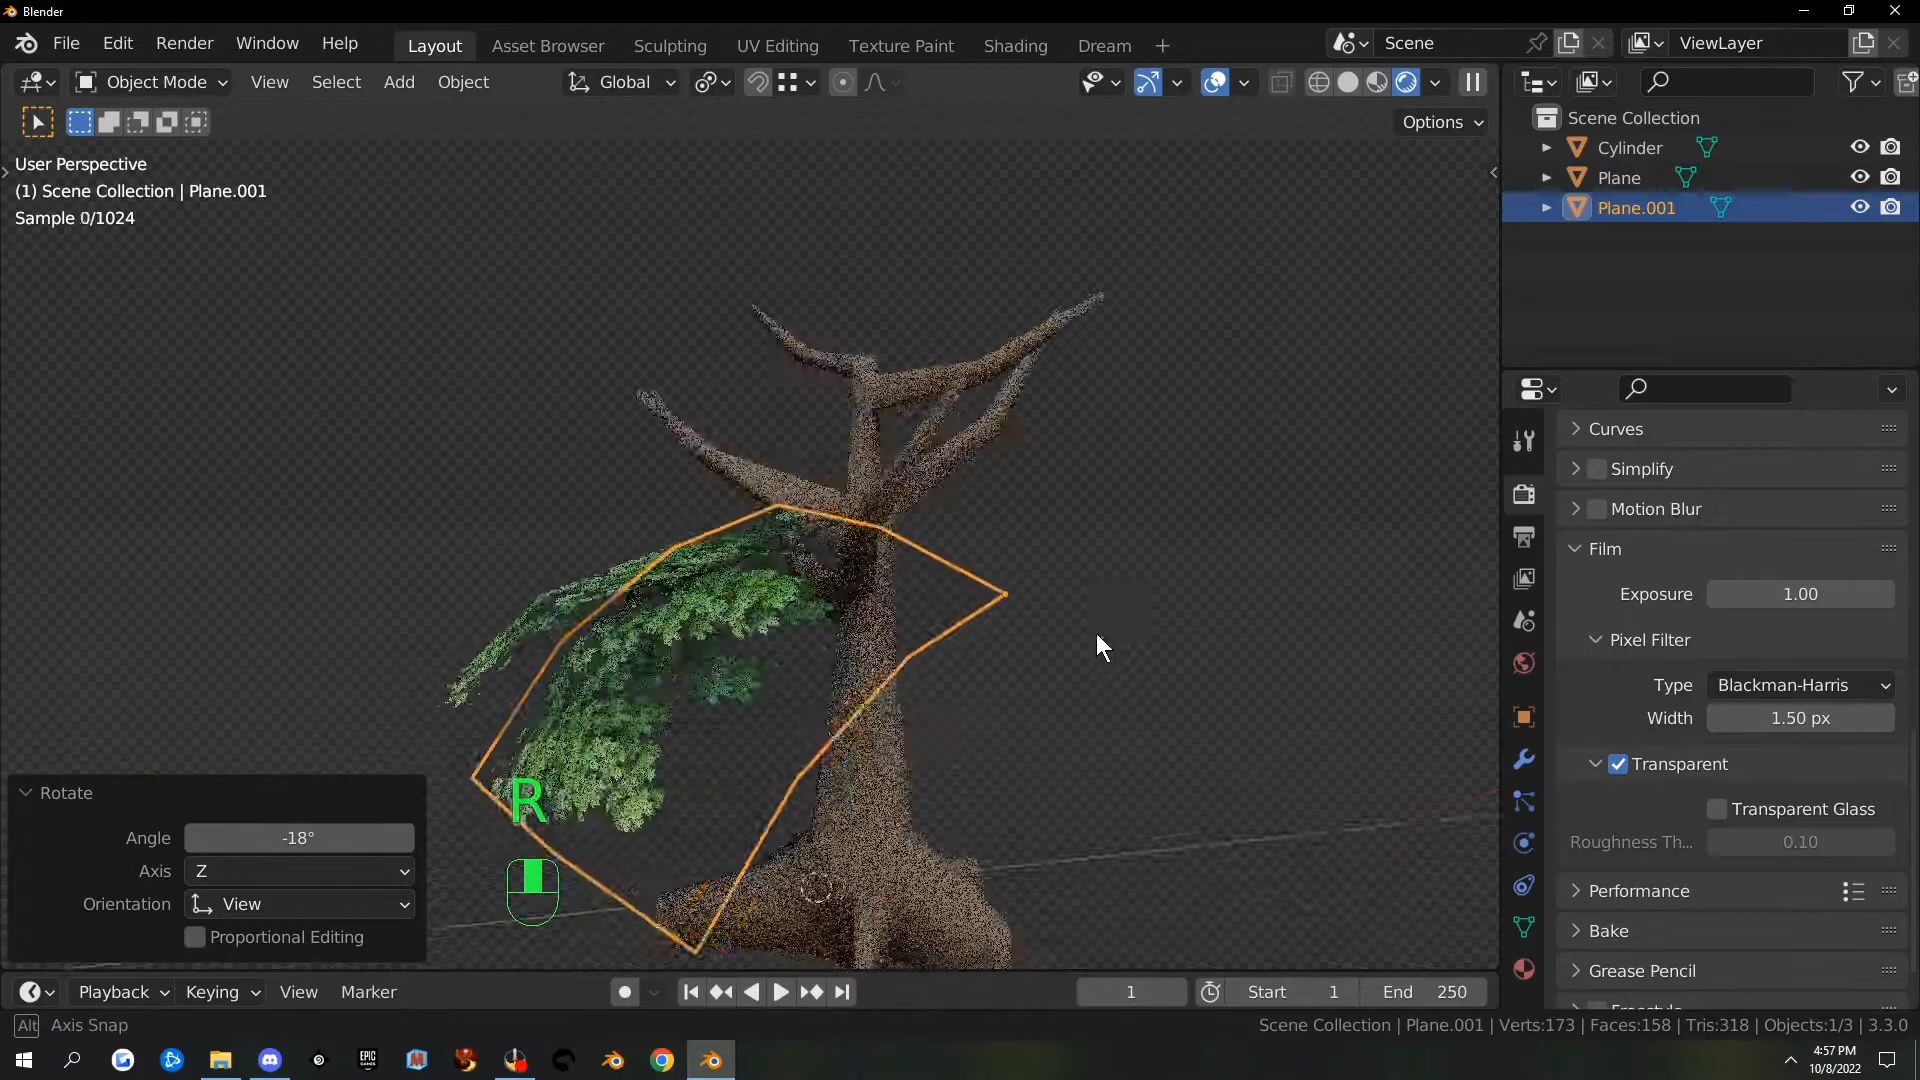 Blender
File Edit Render Window Help
Layout Asset Browser Sculpting UV Editing Texture Paint Shading Dream
Scene
ViewLayer
Object Mode View Select Add Object
Global
Options
User Perspective
(1) Scene Collection | Plane.001
Sample 0/1024
Scene Collection
Cylinder
Plane
Plane.001
Curves
Simplify
Motion Blur
Film
Exposure 1.00
Pixel Filter
Type Blackman-Harris
Width 1.50 px
Transparent
Transparent Glass
Roughness Th... 0.10
Performance
Bake
Grease Pencil
Rotate
Angle -18°
Axis Z
Orientation View
Proportional Editing
R
Playback Keying View Marker
1
Start 1
End 250
Alt Axis Snap
Scene Collection | Plane.001 | Verts:173 | Faces:158 | Tris:318 | Objects:1/3 | 3.3.0
EPIC GAMES
4:57 PM
10/8/2022